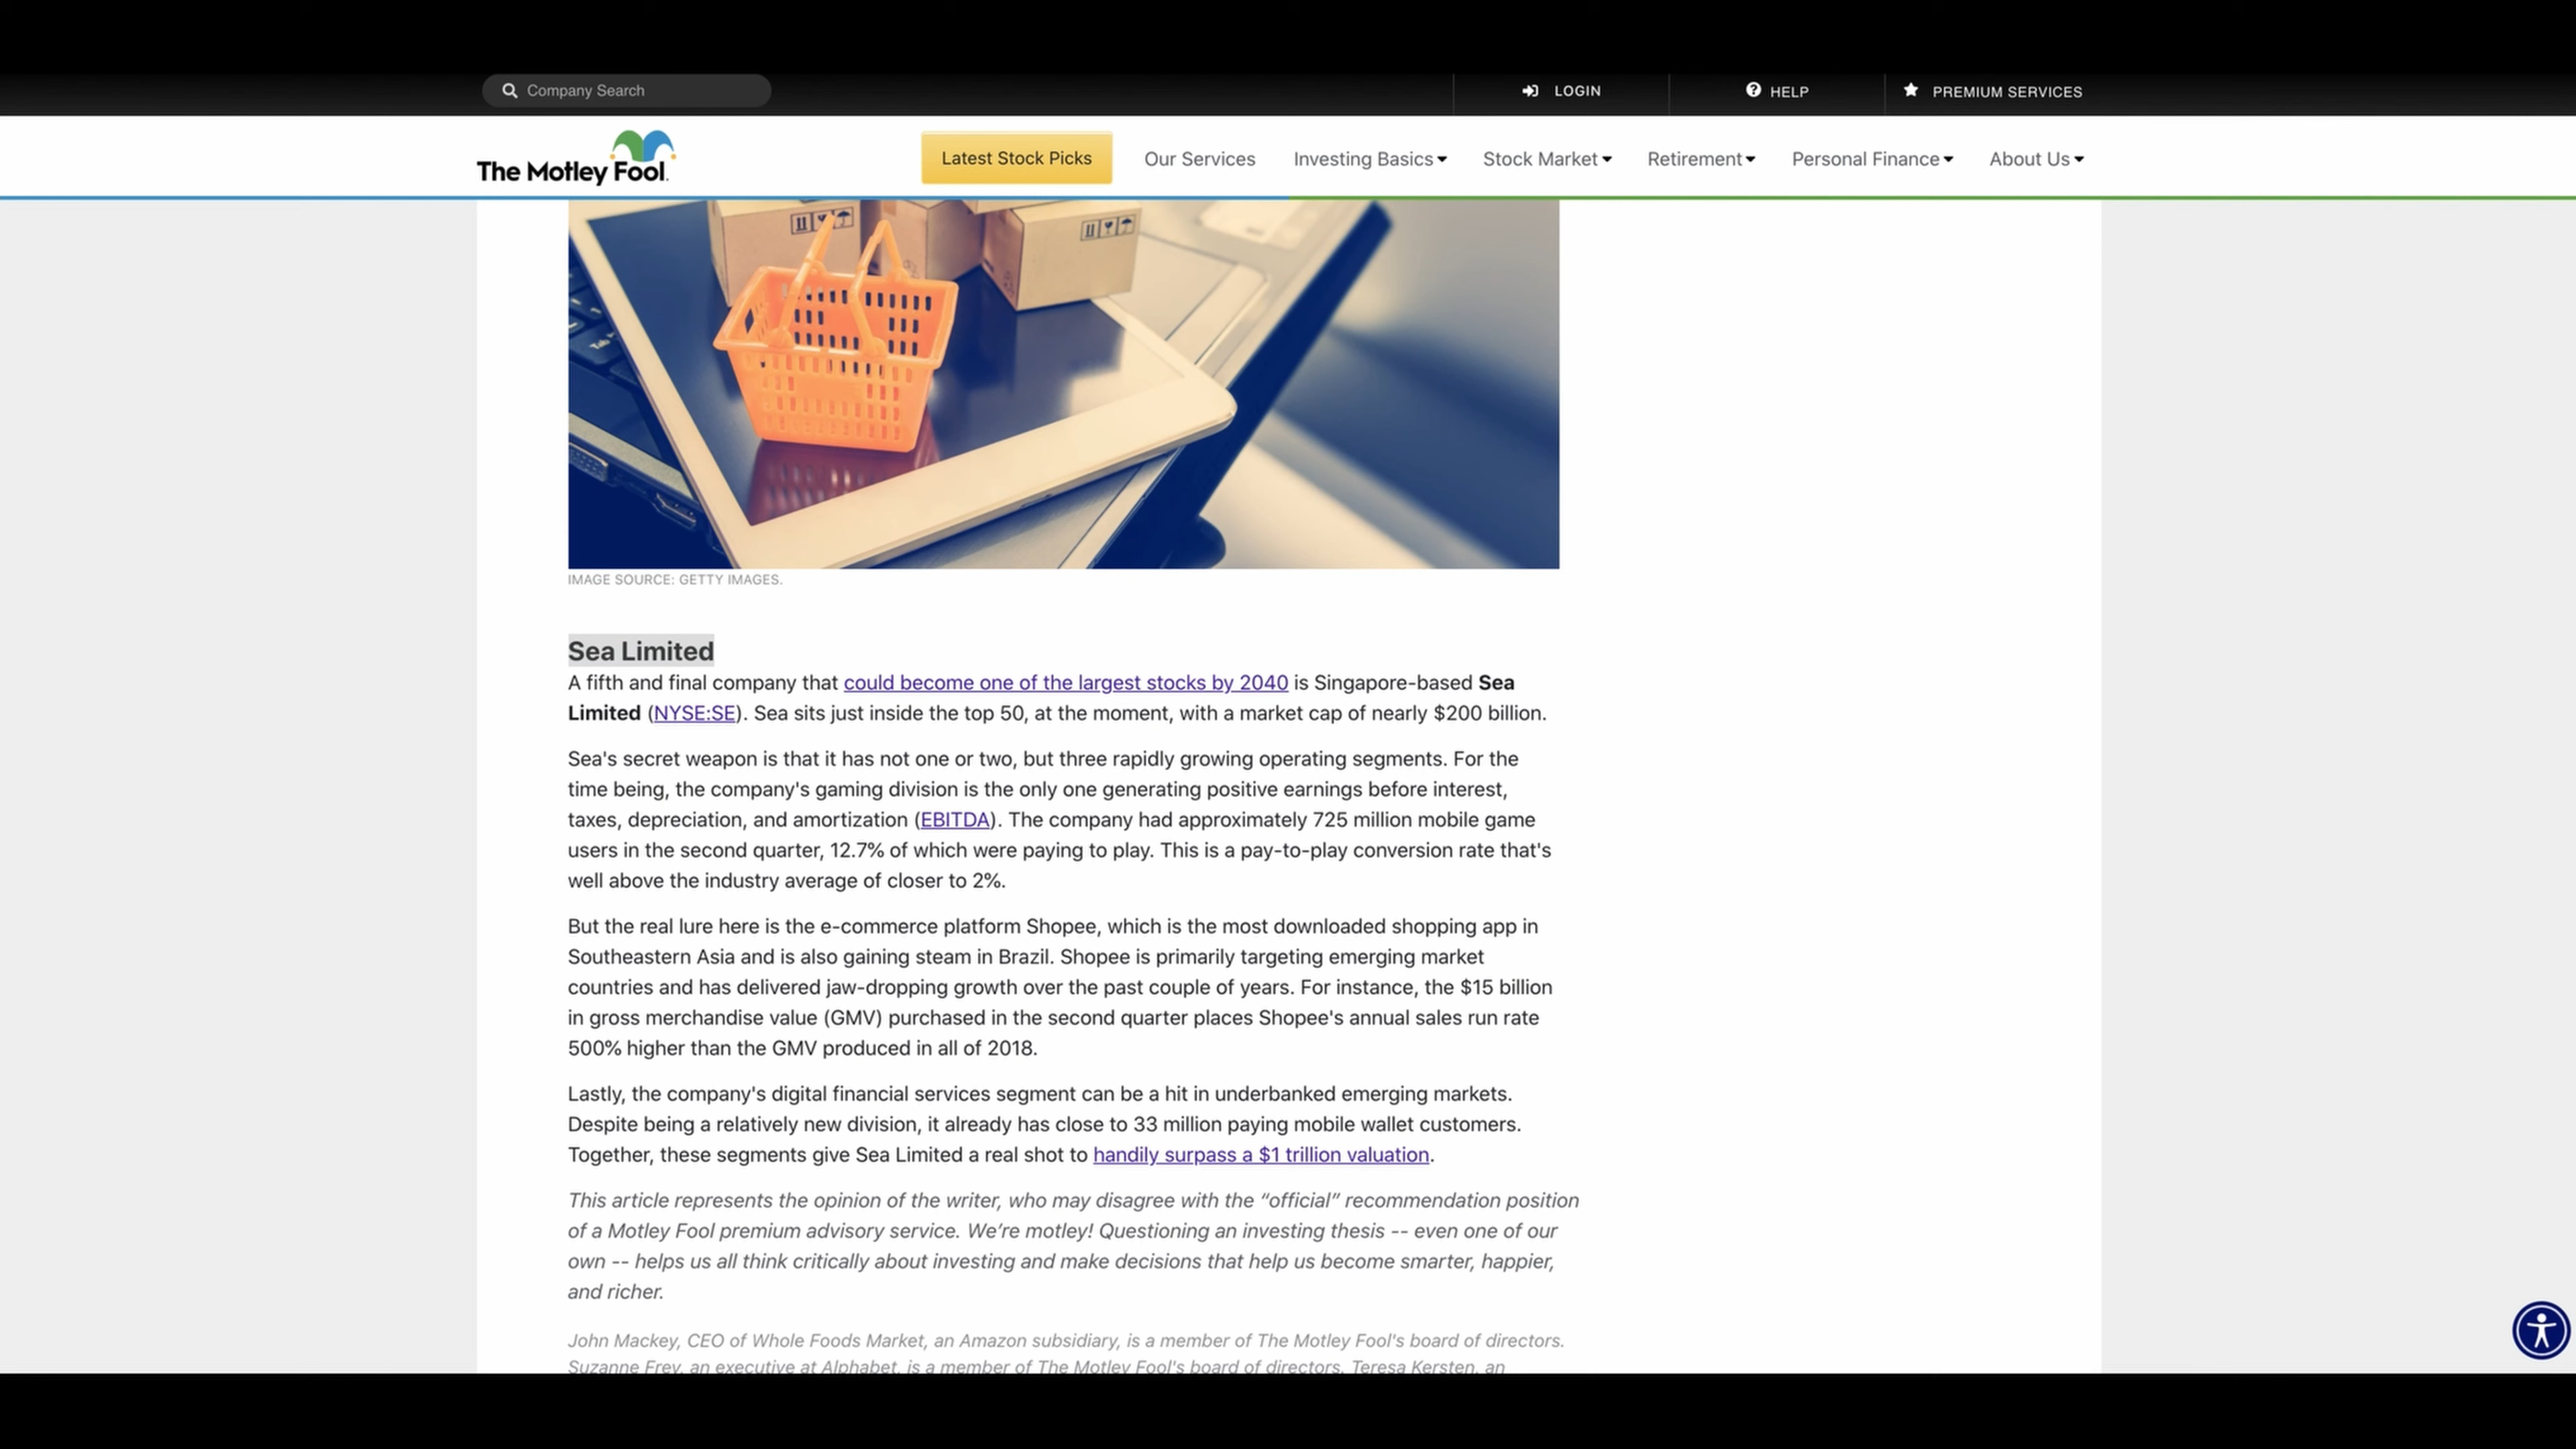 Company Search
LOGIN
HELP
PREMIUM SERVICES
The Motley Fool.
Latest Stock Picks
Our Services
Investing Basics
Stock Market
Retirement
Personal Finance
About Us
IMAGE SOURCE: GETTY IMAGES.
Sea Limited
A fifth and final company that could become one of the largest stocks by 2040 is Singapore-based Sea
Limited (NYSE:SE). Sea sits just inside the top 50, at the moment, with a market cap of nearly $200 billion.
Sea's secret weapon is that it has not one or two, but three rapidly growing operating segments. For the
time being, the company's gaming division is the only one generating positive earnings before interest,
taxes, depreciation, and amortization (EBITDA). The company had approximately 725 million mobile game
users in the second quarter, 12.7% of which were paying to play. This is a pay-to-play conversion rate that's
well above the industry average of closer to 2%.
But the real lure here is the e-commerce platform Shopee, which is the most downloaded shopping app in
Southeastern Asia and is also gaining steam in Brazil. Shopee is primarily targeting emerging market
countries and has delivered jaw-dropping growth over the past couple of years. For instance, the $15 billion
in gross merchandise value (GMV) purchased in the second quarter places Shopee's annual sales run rate
500% higher than the GMV produced in all of 2018.
Lastly, the company's digital financial services segment can be a hit in underbanked emerging markets.
Despite being a relatively new division, it already has close to 33 million paying mobile wallet customers.
Together, these segments give Sea Limited a real shot to handily surpass a $1 trillion valuation.
This article represents the opinion of the writer, who may disagree with the “official” recommendation position
of a Motley Fool premium advisory service. We’re motley! Questioning an investing thesis -- even one of our
own -- helps us all think critically about investing and make decisions that help us become smarter, happier,
and richer.
John Mackey, CEO of Whole Foods Market, an Amazon subsidiary, is a member of The Motley Fool's board of directors.
Suzanne Frey, an executive at Alphabet, is a member of The Motley Fool's board of directors. Teresa Kersten, an